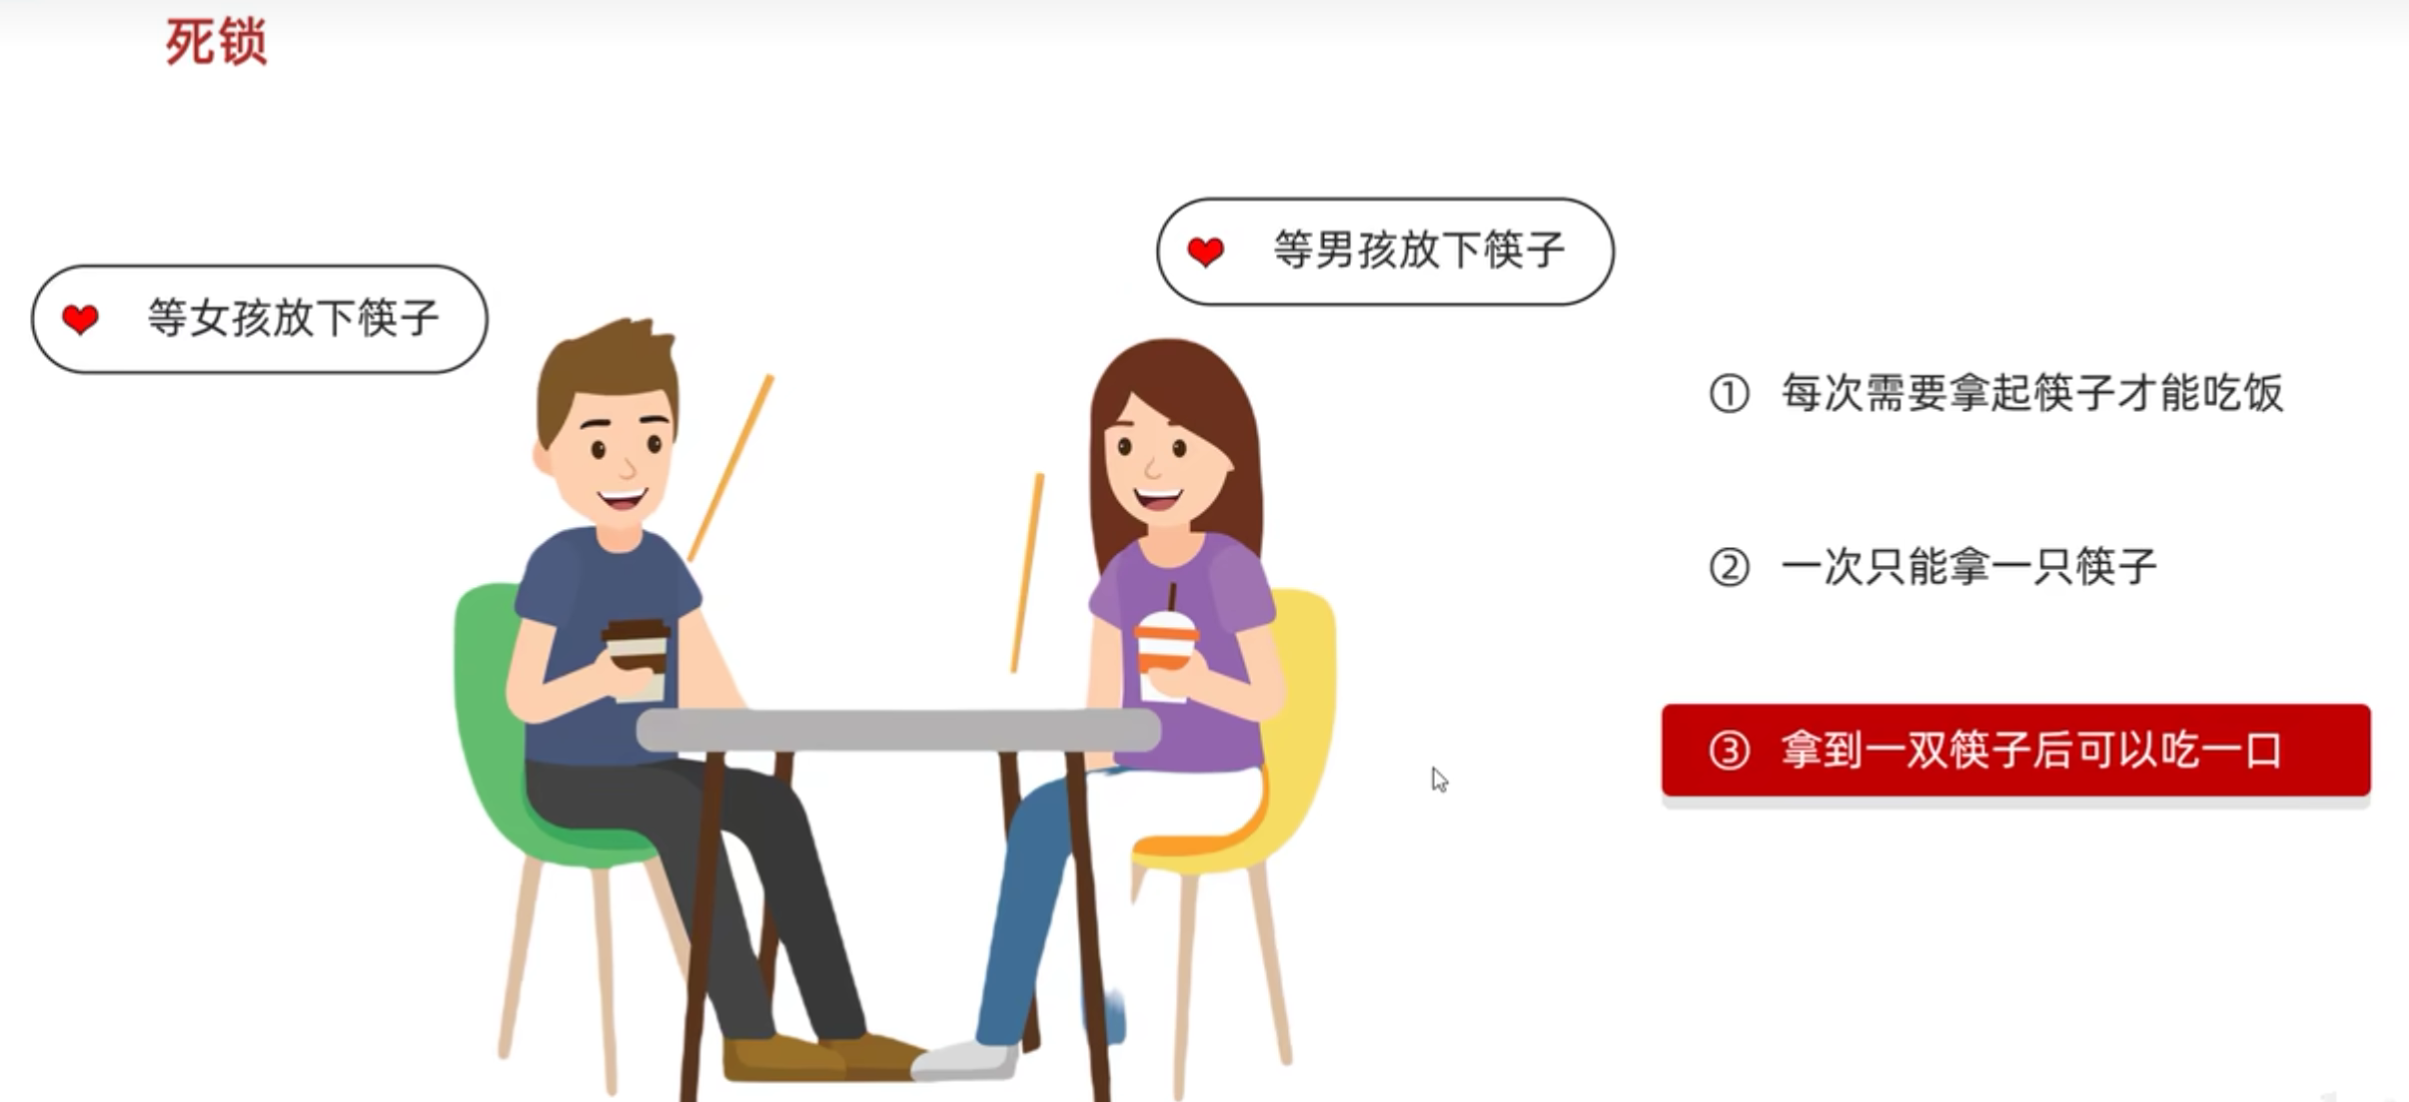 死锁
等男孩放下筷子
等女孩放下筷子
① 每次需要拿起筷子才能吃饭
② 一次只能拿一只筷子
③ 拿到一双筷子后可以吃一口